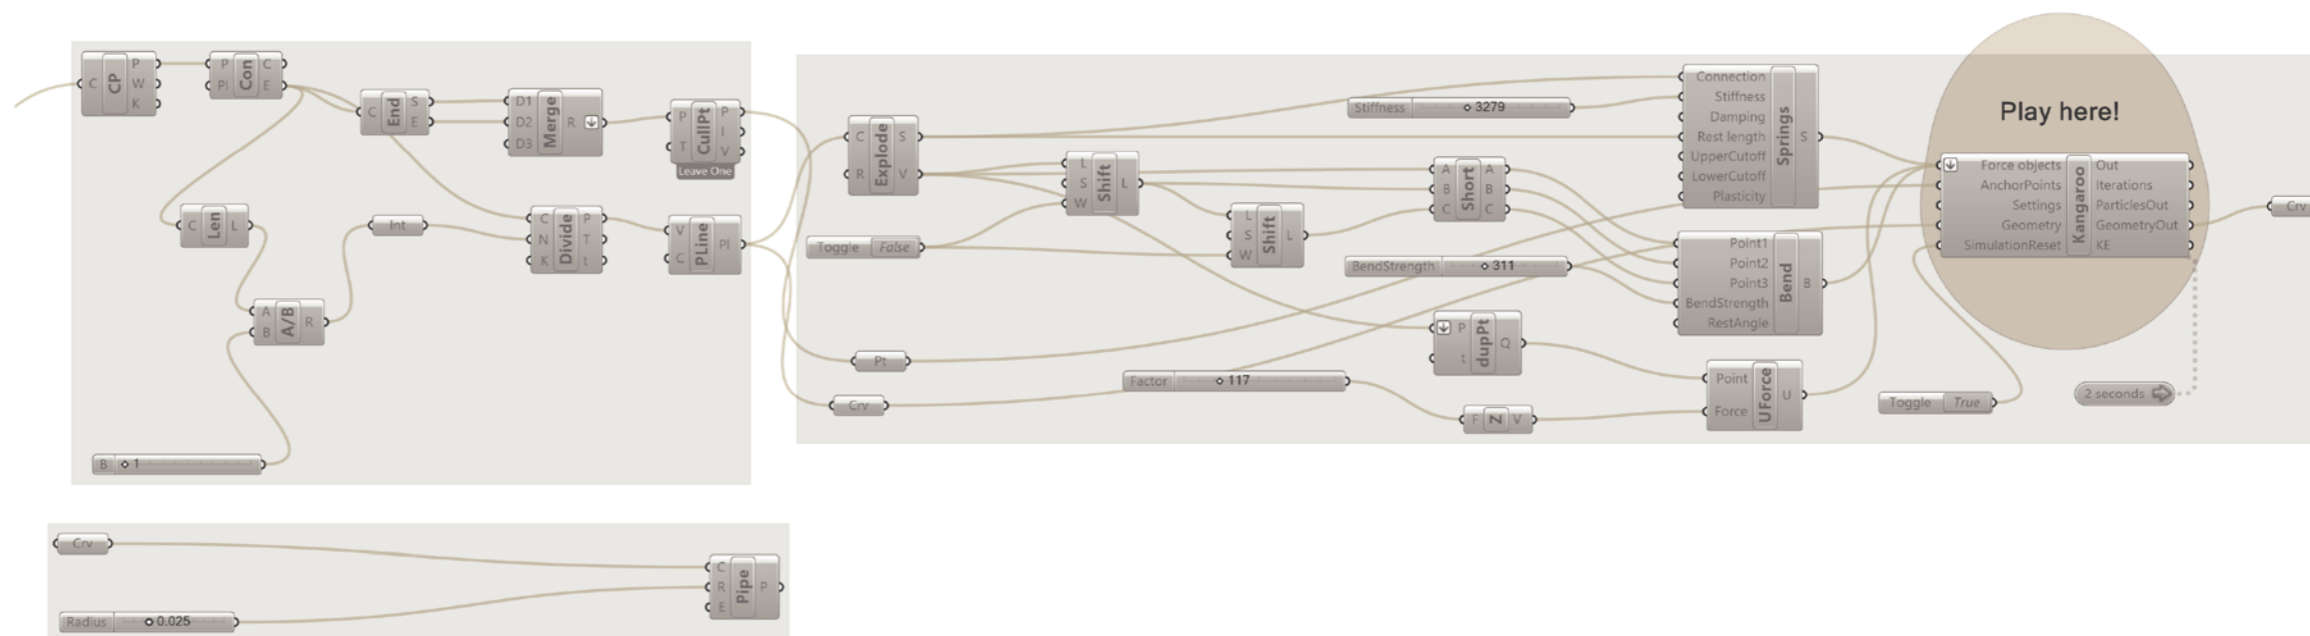 C CP P W K
P Pl Con C E
C End S E
D1 D2 D3 Merge R
P T CullPt P I V
Leave One
C Len L
Int
C N K Divide P T t
V C PLine Pl
A B A/B R
B 1
Crv
Radius 0.025
C R E Pipe P
C R Explode S V
Toggle False
L S W Shift L
L S W Shift L
Stiffness 3279
A B C Short A B C
BendStrength 311
Pt
Crv
Factor 117
P t dupPt Q
F Z V
Connection
Stiffness
Damping
Rest length
UpperCutoff
LowerCutoff
Plasticity
Springs
S
Point1
Point2
Point3
BendStrength
RestAngle
Bend
B
Point
Force
UForce
U
Play here!
Force objects
AnchorPoints
Settings
Geometry
SimulationReset
Kangaroo
Out
Iterations
ParticlesOut
GeometryOut
KE
Toggle True
2 seconds
Crv